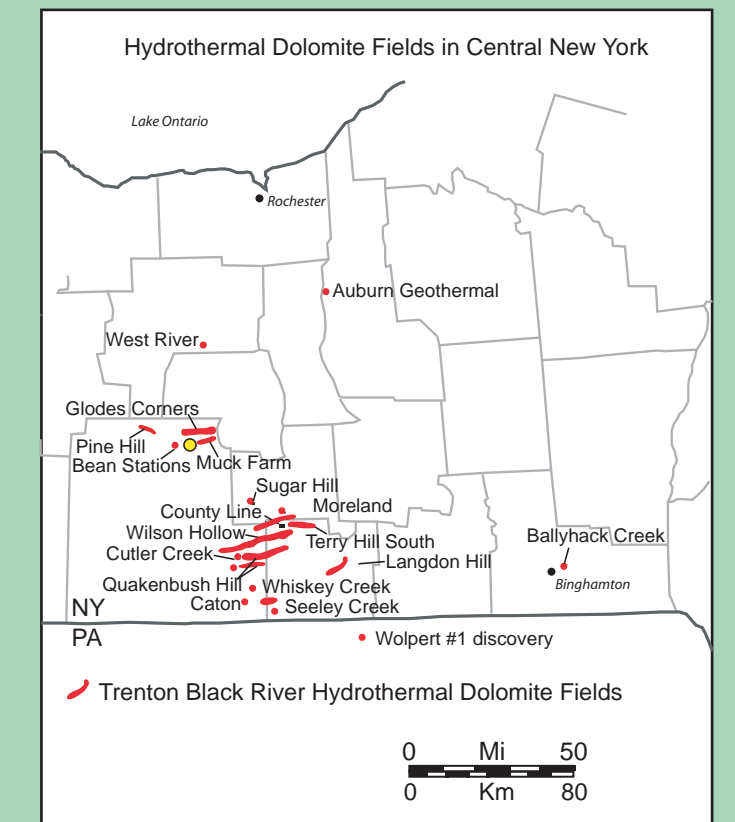 Hydrothermal Dolomite Fields in Central New York
Lake Ontario
Rochester
Auburn Geothermal
West River
Glodes Corners
Pine Hill
Bean Stations
Muck Farm
Sugar Hill
County Line
Moreland
Wilson Hollow
Terry Hill South
Cutler Creek
Langdon Hill
Ballyhack Creek
Quakenbush Hill
Whiskey Creek
Binghamton
Caton
Seeley Creek
NY
PA
Wolpert #1 discovery
Trenton Black River Hydrothermal Dolomite Fields
0 Mi 50
0 Km 80